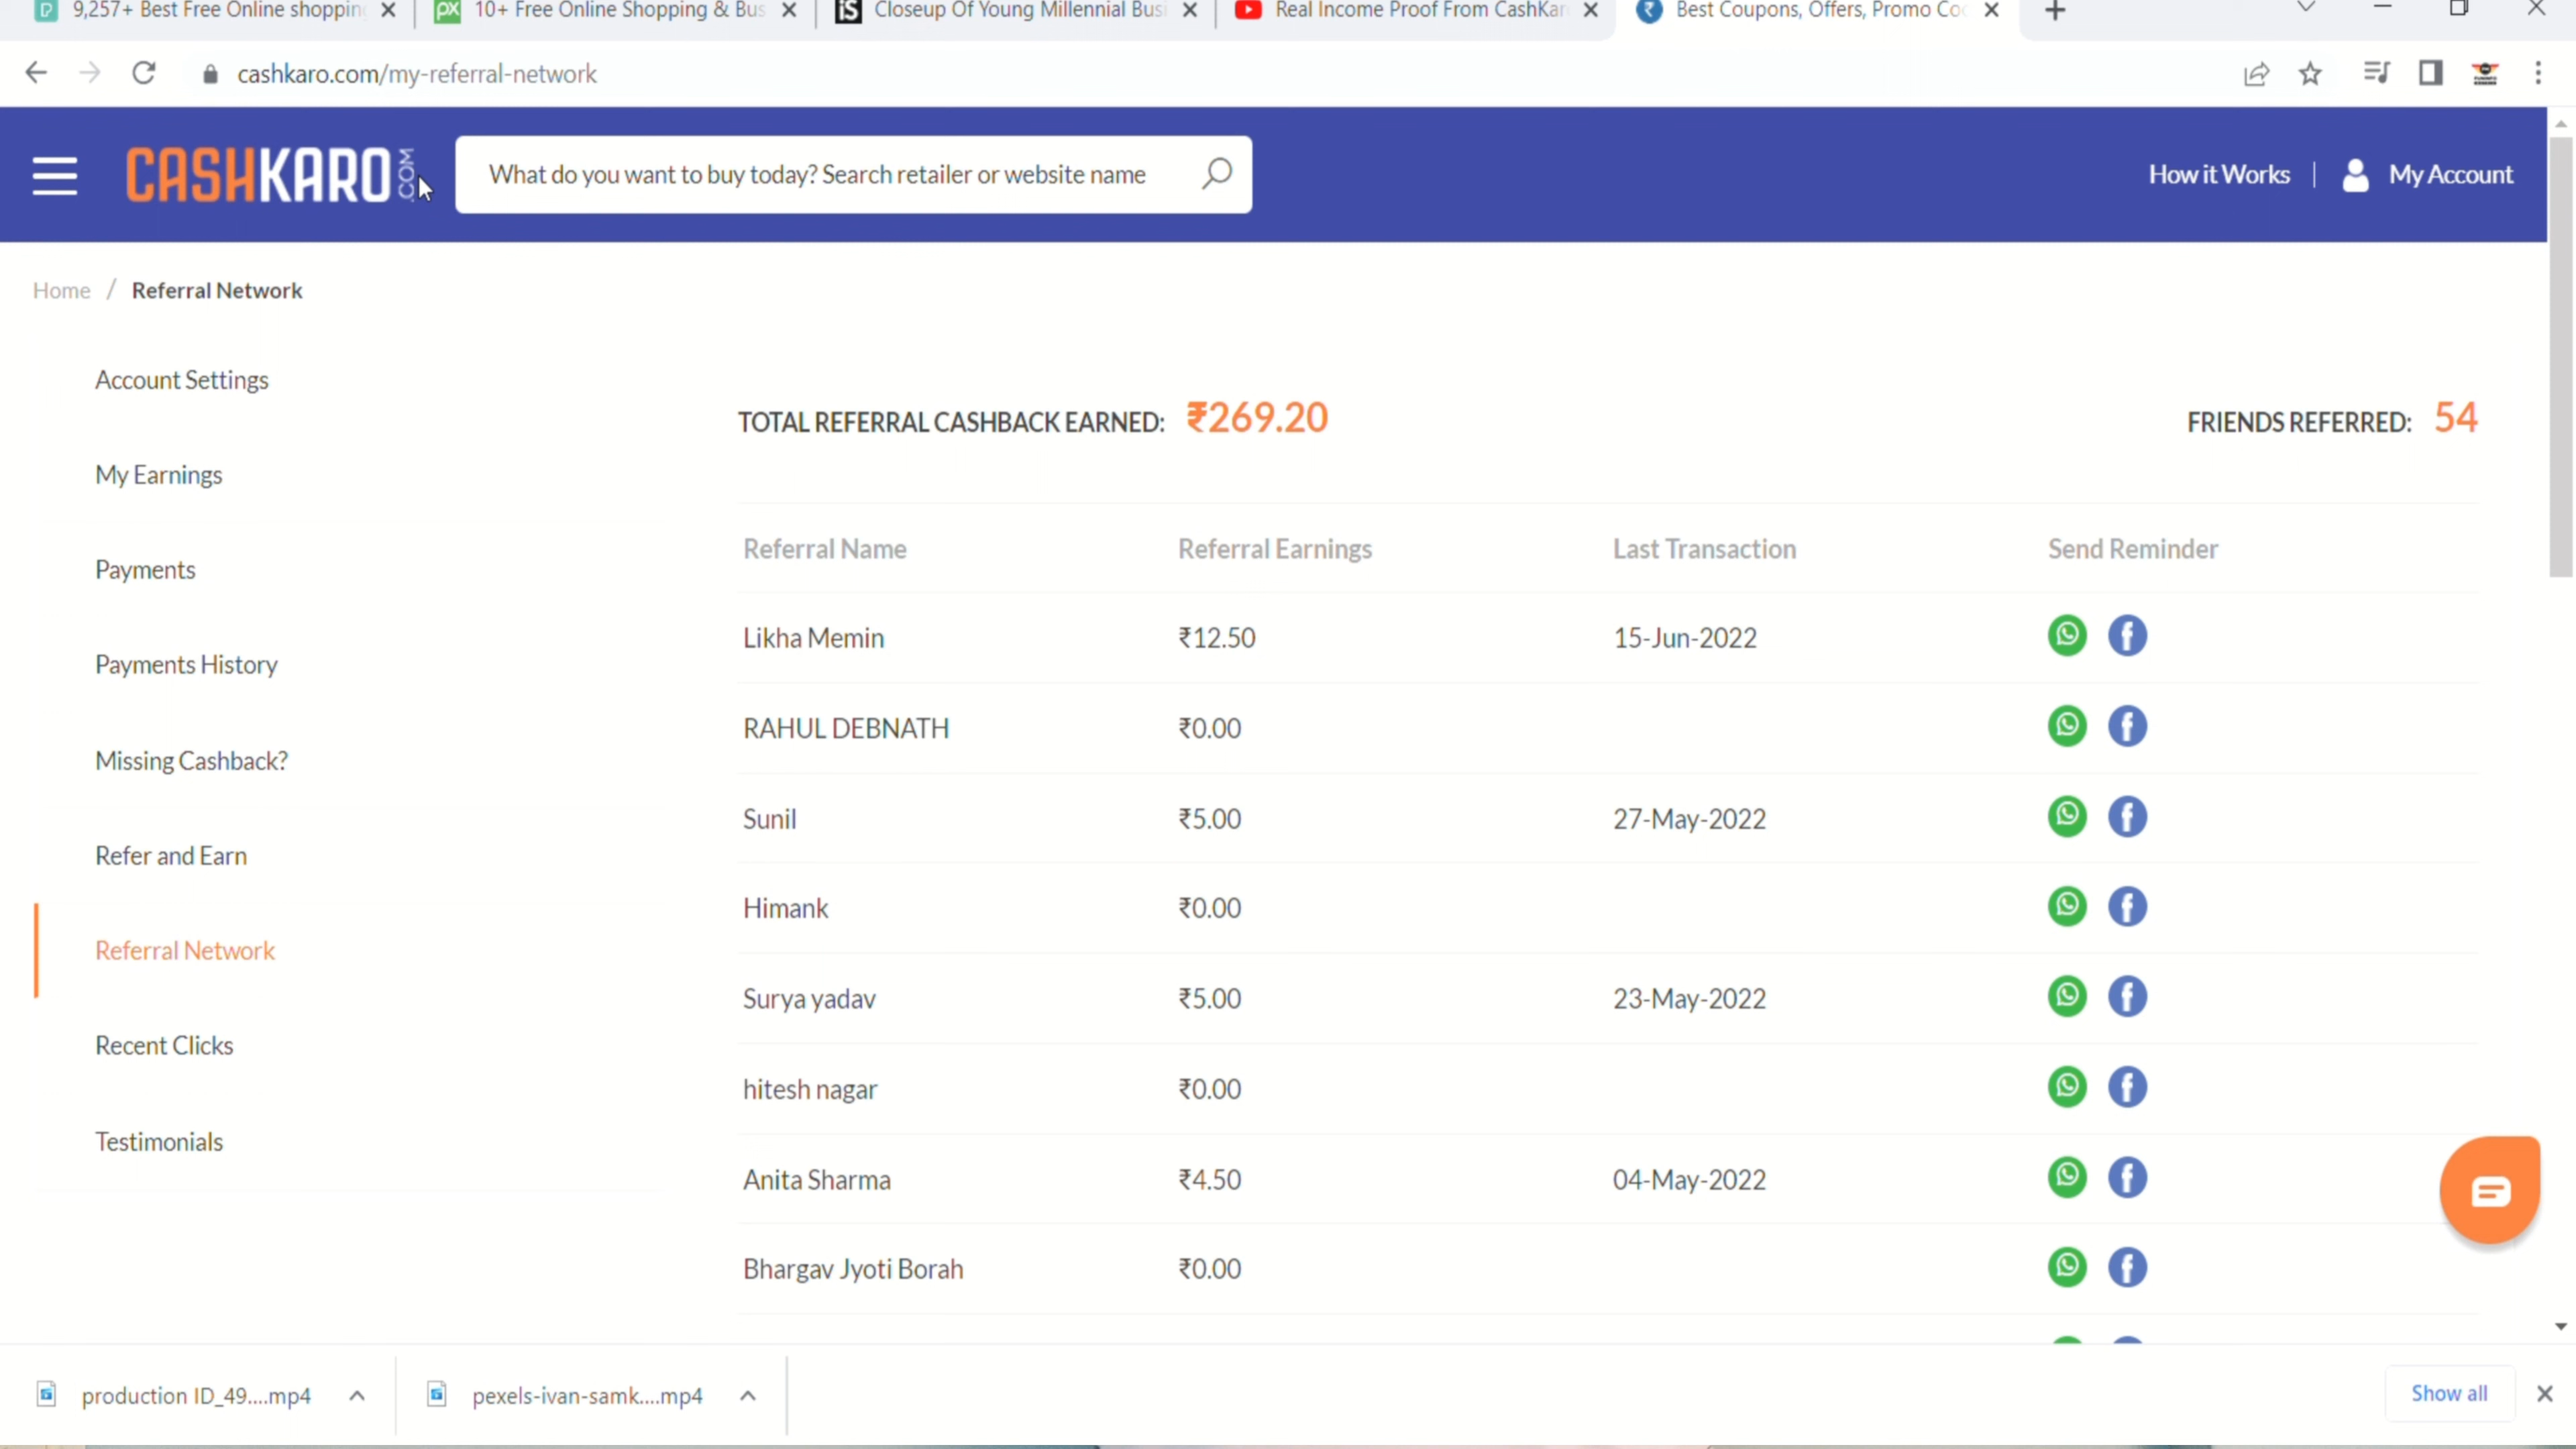 9,257+ Best Free Online shopping
10+ Free Online Shopping & Bus
Closeup Of Young Millennial Busi
Real Income Proof From CashKar
Best Coupons, Offers, Promo Co
cashkaro.com/my-referral-network
CASHKARO.COM
What do you want to buy today? Search retailer or website name
How it Works | My Account
Home / Referral Network
Account Settings
My Earnings
Payments
Payments History
Missing Cashback?
Refer and Earn
Referral Network
Recent Clicks
Testimonials
TOTAL REFERRAL CASHBACK EARNED: ₹269.20 FRIENDS REFERRED: 54
Referral Name Referral Earnings Last Transaction Send Reminder
Likha Memin ₹12.50 15-Jun-2022
RAHUL DEBNATH ₹0.00
Sunil ₹5.00 27-May-2022
Himank ₹0.00
Surya yadav ₹5.00 23-May-2022
hitesh nagar ₹0.00
Anita Sharma ₹4.50 04-May-2022
Bhargav Jyoti Borah ₹0.00
production ID_49....mp4
pexels-ivan-samk....mp4
Show all